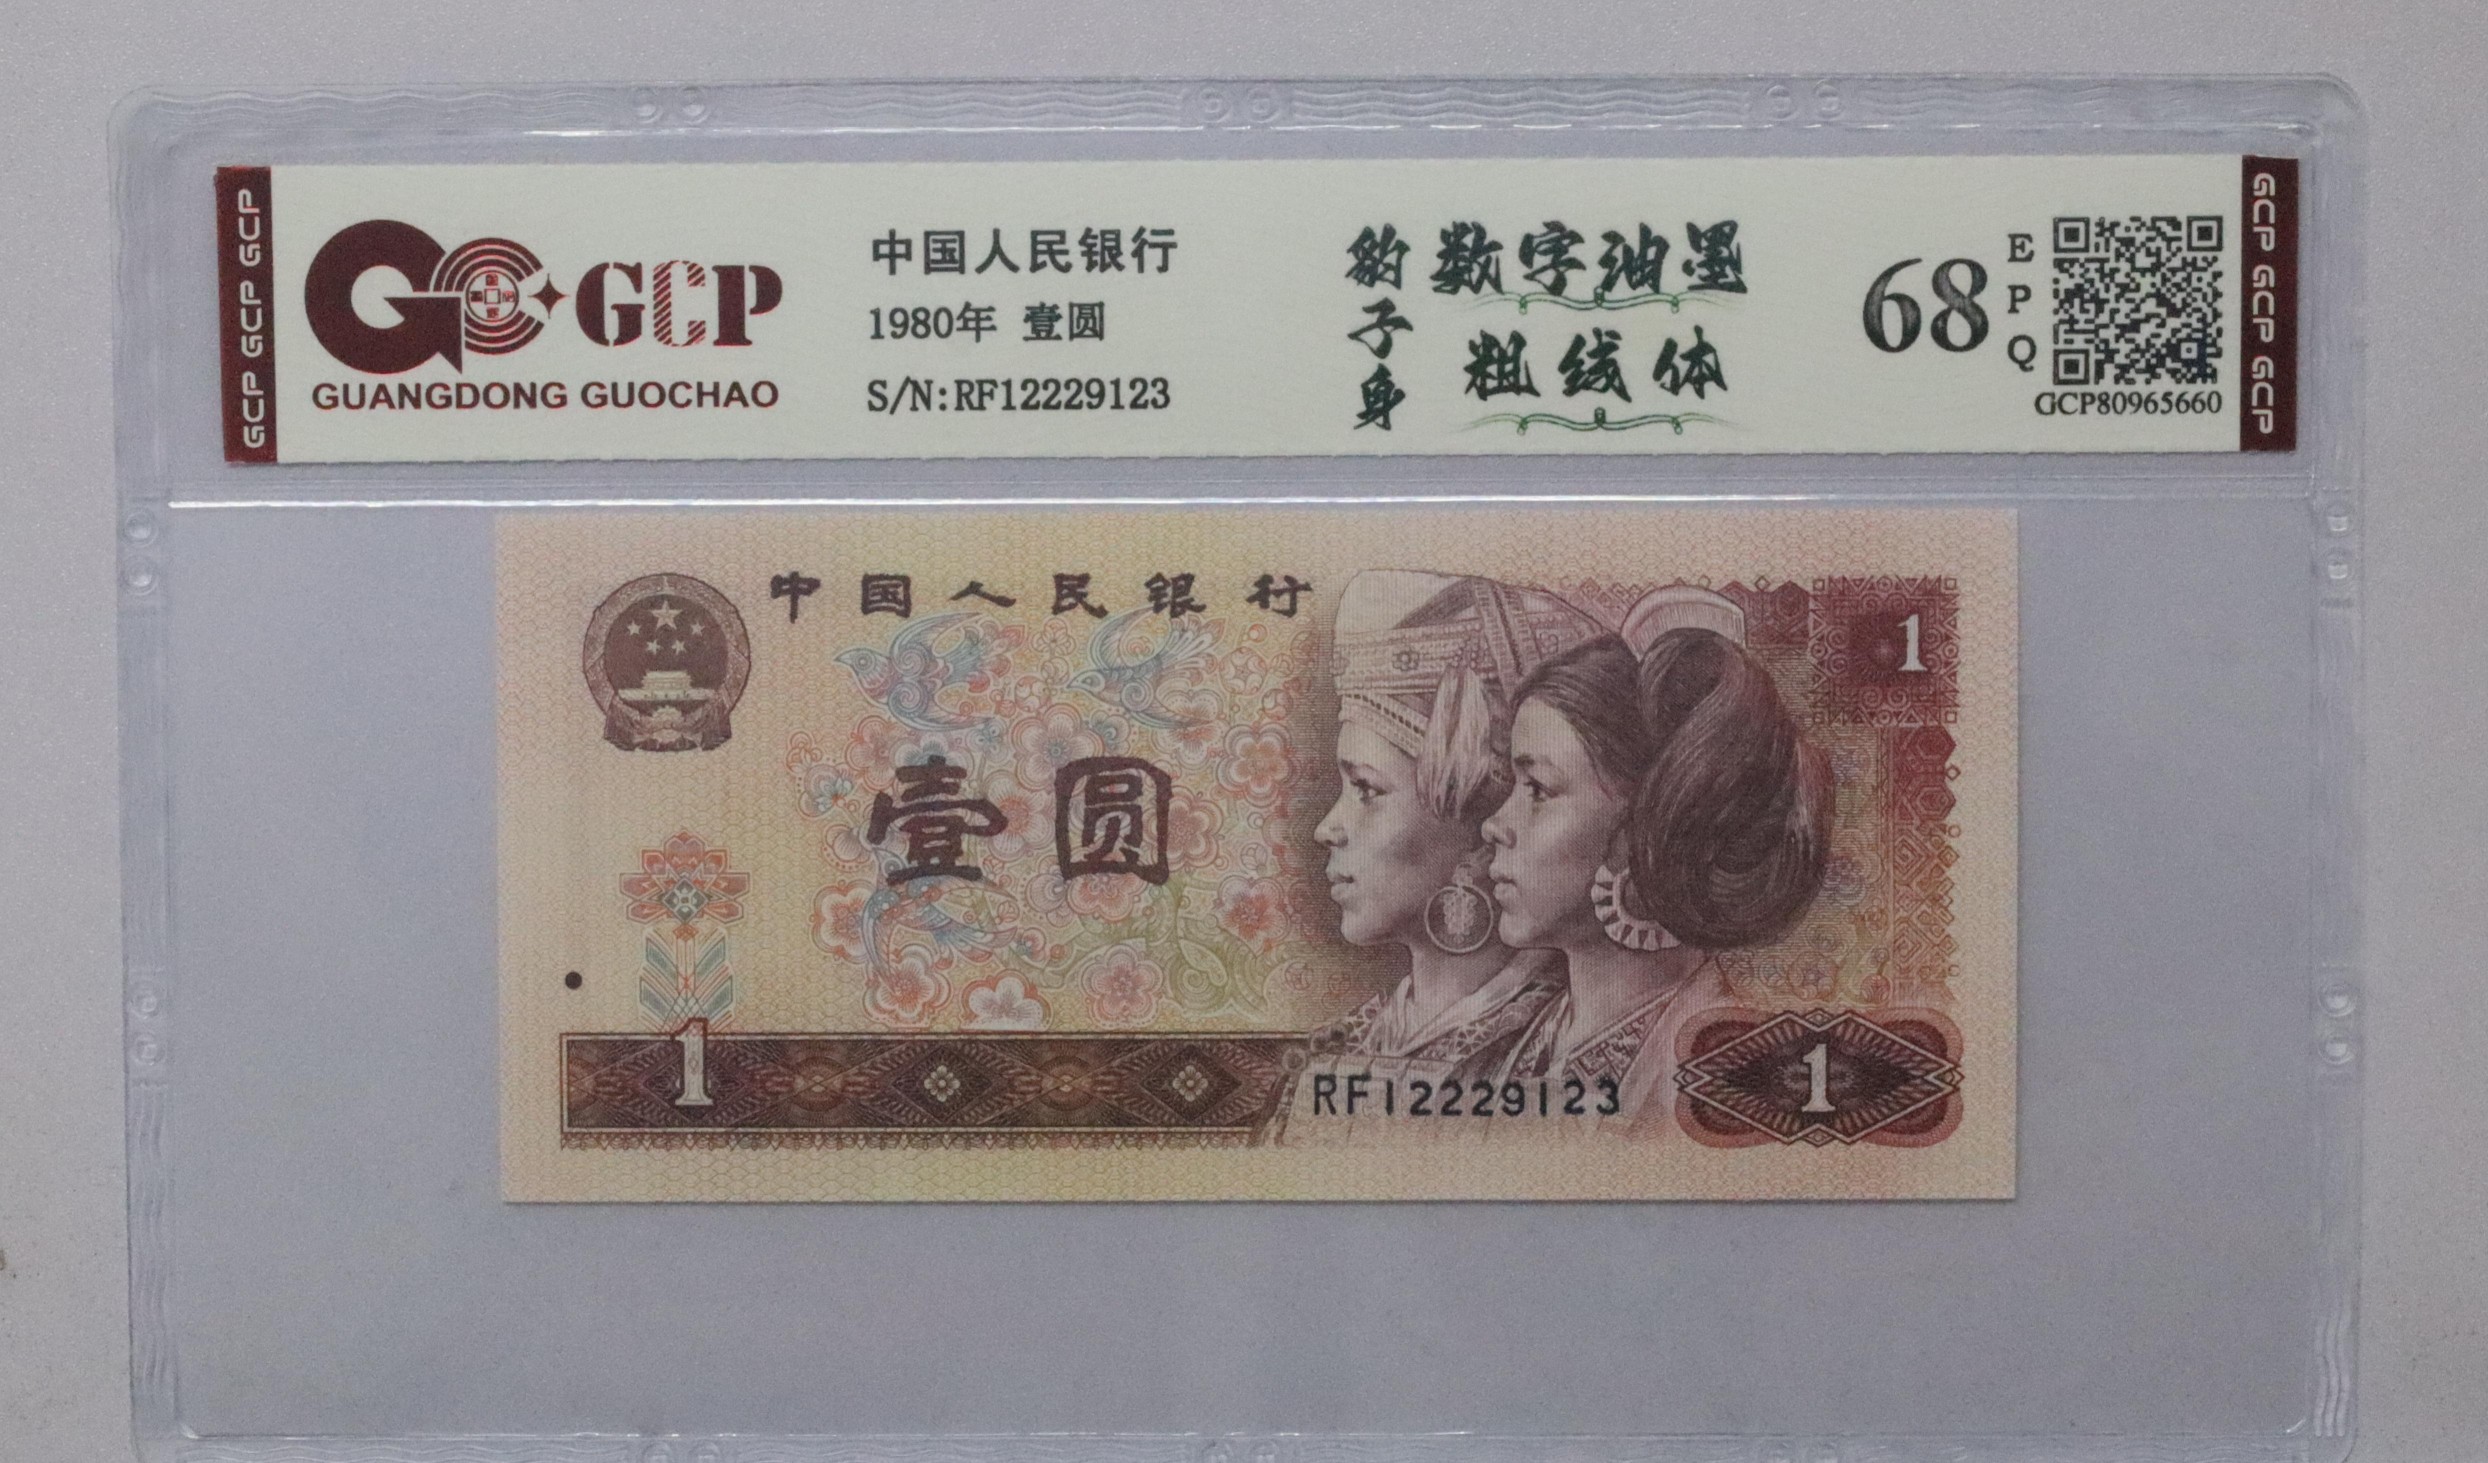 GCP GCP GCP
GCP
GUANGDONG GUOCHAO
中国人民银行
1980年 壹圆
S/N:RF12229123
豹子身
数字油墨
粗线体
68
EPQ
GCP80965660
GCP GCP GCP
中国人民银行
1
壹圆
1
RF12229123
1